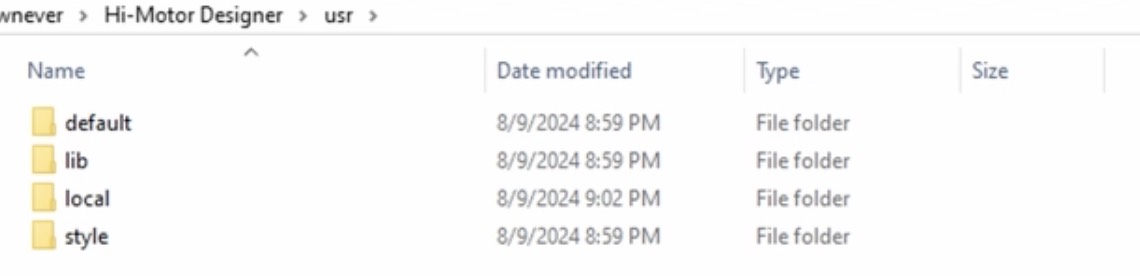 Hi-Motor Designer > usr >
Name Date modified Type Size
default 8/9/2024 8:59 PM File folder
lib 8/9/2024 8:59 PM File folder
local 8/9/2024 9:02 PM File folder
style 8/9/2024 8:59 PM File folder